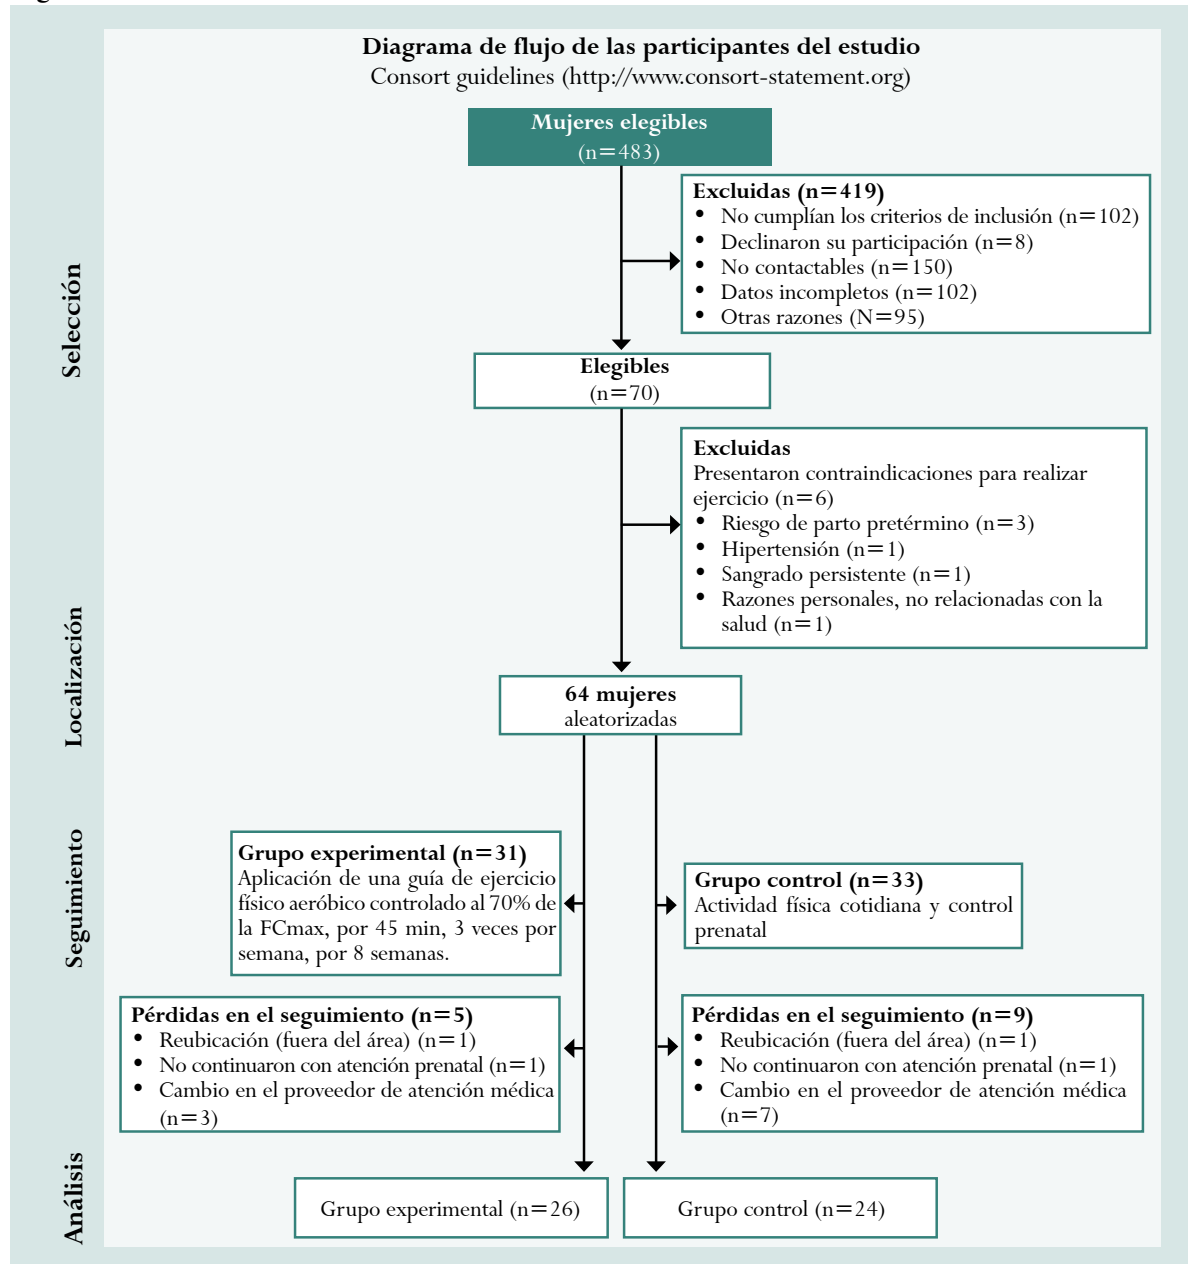 Diagrama de flujo de las participantes del estudio
Consort guidelines (http://www.consort-statement.org)
Mujeres elegibles
(n=483)
Excluidas (n=419)
• No cumplían los criterios de inclusión (n=102)
• Declinaron su participación (n=8)
• No contactables (n=150)
• Datos incompletos (n=102)
• Otras razones (N=95)
Selección
Elegibles
(n=70)
Excluidas
Presentaron contraindicaciones para realizar
ejercicio (n=6)
• Riesgo de parto pretérmino (n=3)
• Hipertensión (n=1)
• Sangrado persistente (n=1)
• Razones personales, no relacionadas con la
salud (n=1)
Localización
64 mujeres
aleatorizadas
Seguimiento
Grupo experimental (n=31)
Aplicación de una guía de ejercicio
físico aeróbico controlado al 70% de
la FCmax, por 45 min, 3 veces por
semana, por 8 semanas.
Grupo control (n=33)
Actividad física cotidiana y control
prenatal
Pérdidas en el seguimiento (n=5)
• Reubicación (fuera del área) (n=1)
• No continuaron con atención prenatal (n=1)
• Cambio en el proveedor de atención médica
(n=3)
Pérdidas en el seguimiento (n=9)
• Reubicación (fuera del área) (n=1)
• No continuaron con atención prenatal (n=1)
• Cambio en el proveedor de atención médica
(n=7)
Análisis
Grupo experimental (n=26)
Grupo control (n=24)